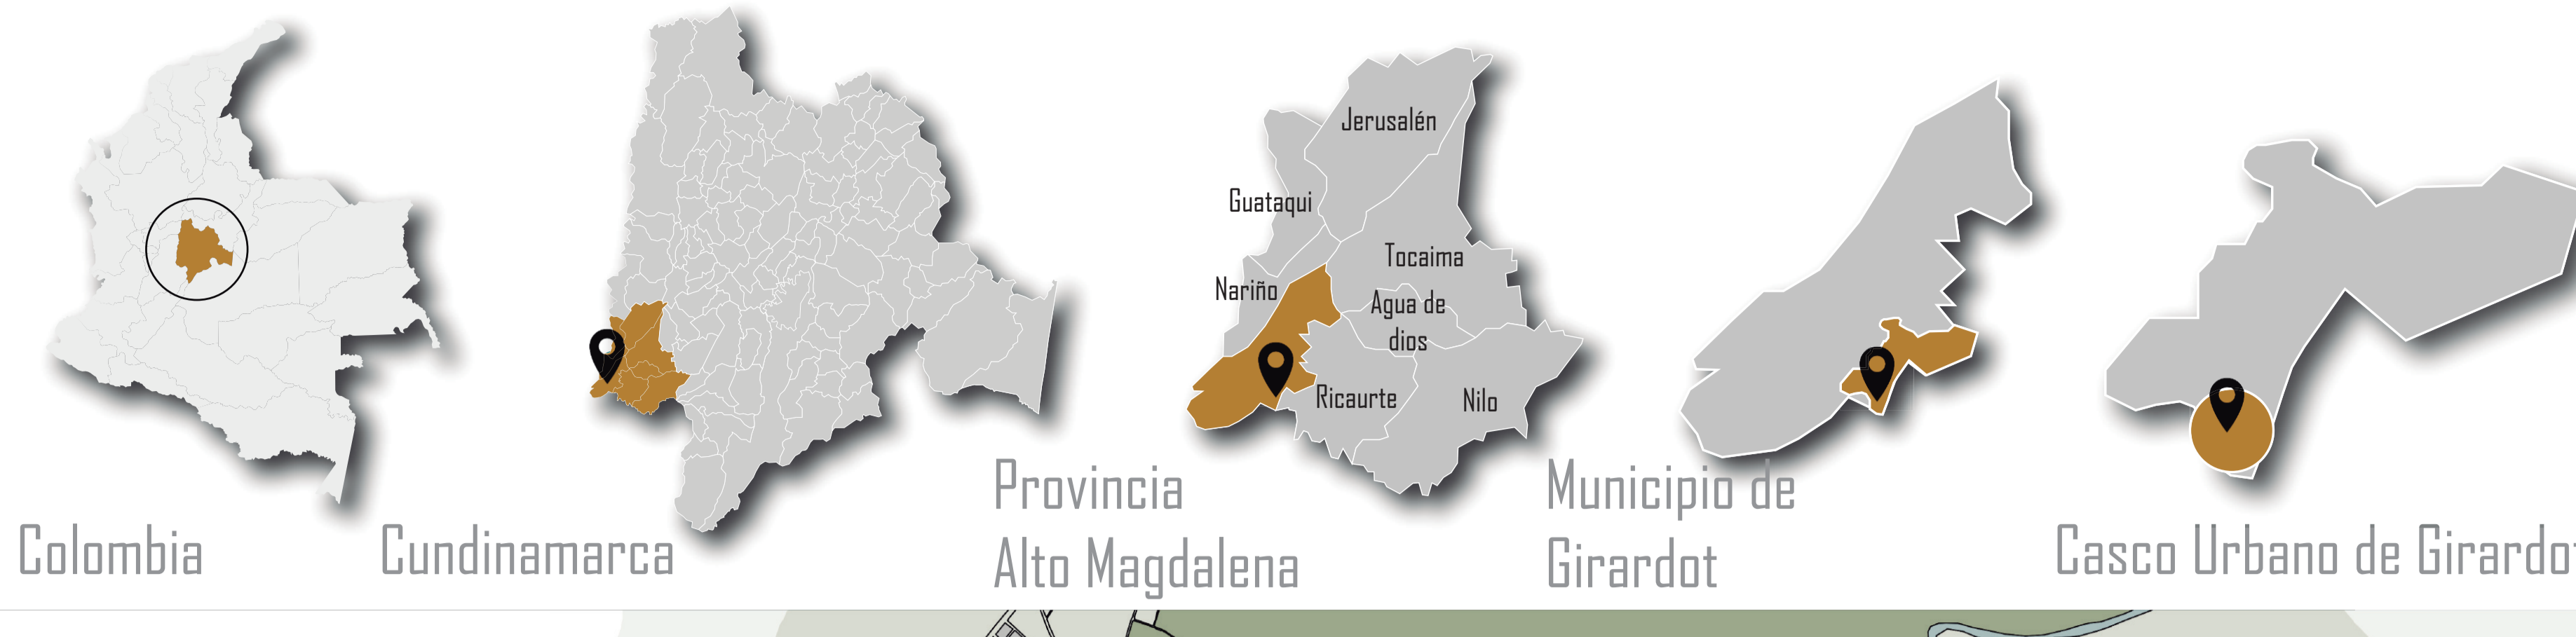 Jerusalén
Guataqui
Tocaima
Nariño
Agua de
dios
Ricaurte
Nilo
Colombia
Cundinamarca
Provincia
Alto Magdalena
Municipio de
Girardot
Casco Urbano de Girardot